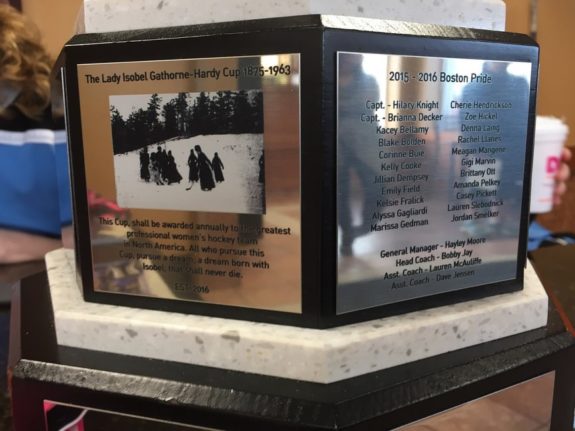 The Lady Isobel Gathorne-Hardy Cup 1875-1963
This Cup, shall be awarded annually to the greatest
professional women's hockey team
in North America. All who pursue this
Cup, pursue a dream; a dream born with
Isobel, that shall never die.
EST. 2016
2015 - 2016 Boston Pride
Capt. - Hilary Knight
Capt. - Brianna Decker
Kacey Bellamy
Blake Bolden
Corinne Buie
Kelly Cooke
Jillian Dempsey
Emily Field
Kelsie Fralick
Alyssa Gagliardi
Marissa Gedman
Cherie Hendrickson
Zoe Hickel
Denna Laing
Rachel Llanes
Meagan Mangene
Gigi Marvin
Brittany Ott
Amanda Pelkey
Casey Pickett
Lauren Slebodnick
Jordan Smelker
General Manager - Hayley Moore
Head Coach - Bobby Jay
Asst. Coach - Lauren McAuliffe
Asst. Coach - Dave Jensen